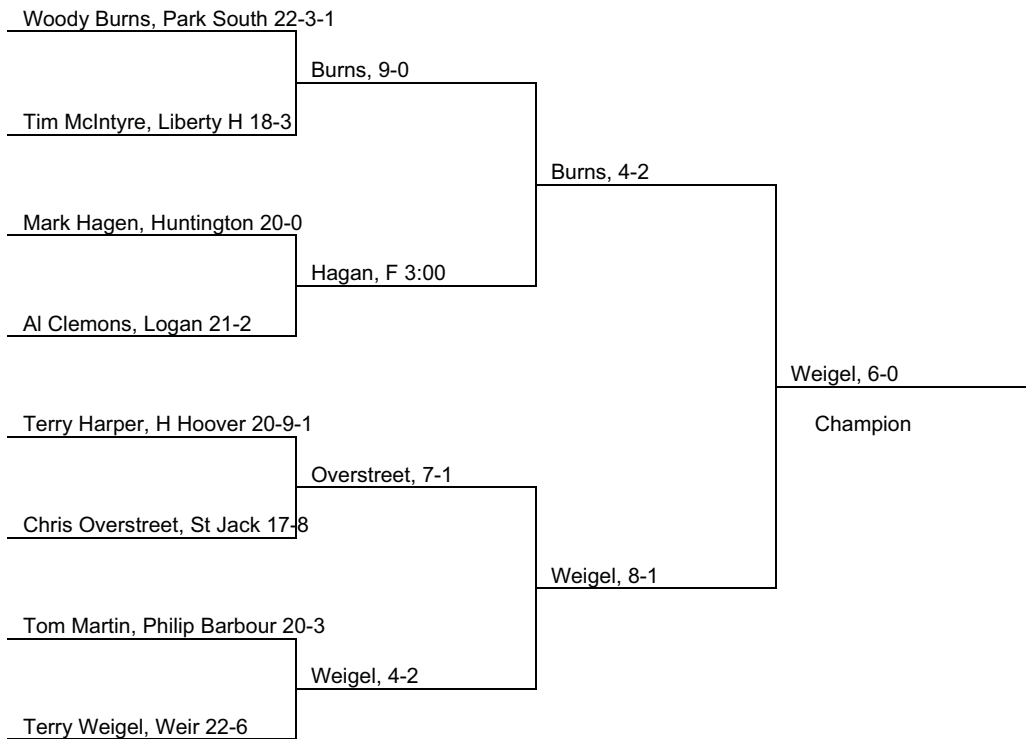 Woody Burns, Park South 22-3-1
Burns, 9-0
Tim McIntyre, Liberty H 18-3
Burns, 4-2
Mark Hagen, Huntington 20-0
Hagan, F 3:00
Al Clemons, Logan 21-2
Weigel, 6-0
Terry Harper, H Hoover 20-9-1
Champion
Overstreet, 7-1
Chris Overstreet, St Jack 17-8
Weigel, 8-1
Tom Martin, Philip Barbour 20-3
Weigel, 4-2
Terry Weigel, Weir 22-6